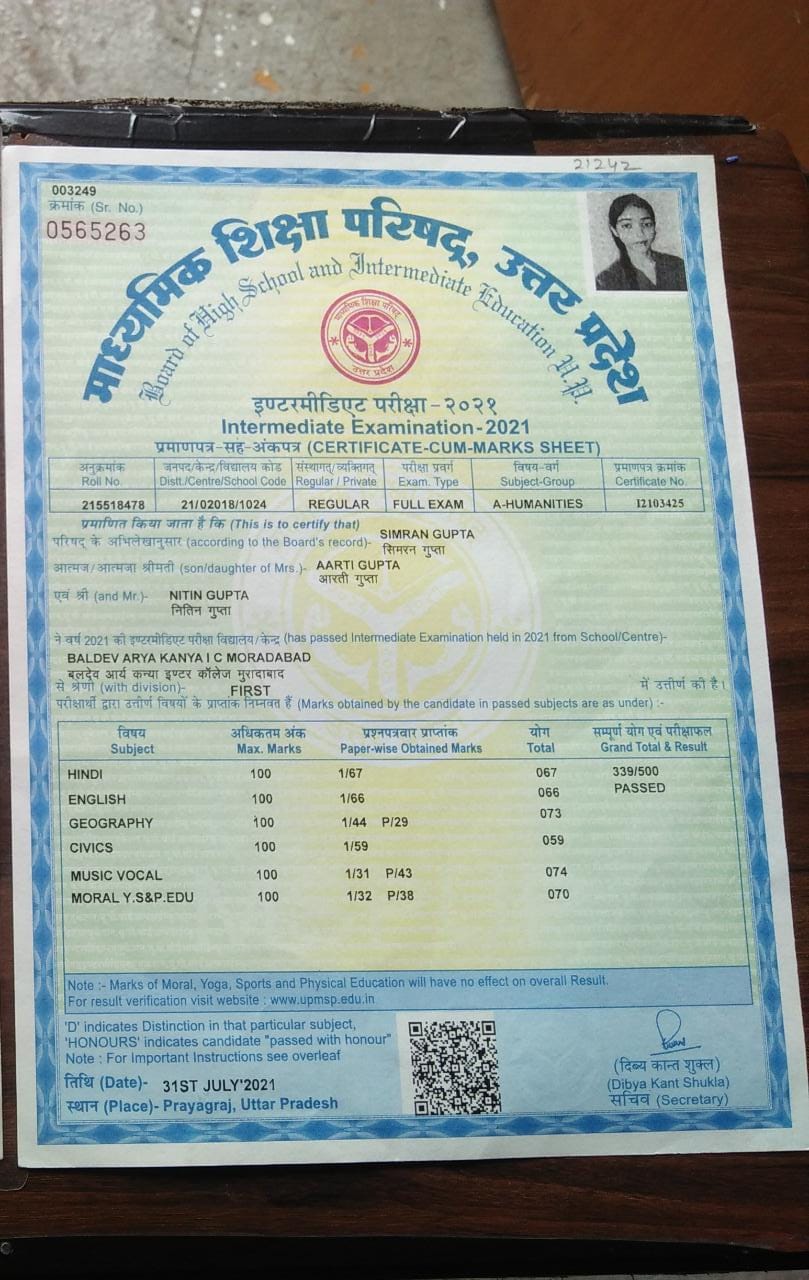 21242
003249
क्रमांक (Sr. No.)
0565263
माध्यमिक शिक्षा परिषद्, उत्तर प्रदेश
Board of High School and Intermediate Education U.P.
माध्यमिक शिक्षा परिषद्
उत्तर प्रदेश
इण्टरमीडिएट परीक्षा-२०२१
Intermediate Examination-2021
प्रमाणपत्र-सह-अंकपत्र (CERTIFICATE-CUM-MARKS SHEET)
अनुक्रमांक जनपद/केन्द्र/विद्यालय कोड संस्थागत/व्यक्तिगत परीक्षा प्रवर्ग विषय-वर्ग प्रमाणपत्र क्रमांक
Roll No. Distt./Centre/School Code Regular / Private Exam. Type Subject-Group Certificate No.
215518478 21/02018/1024 REGULAR FULL EXAM A-HUMANITIES 12103425
प्रमाणित किया जाता है कि (This is to certify that)
परिषद् के अभिलेखानुसार (according to the Board's record)- SIMRAN GUPTA
सिमरन गुप्ता
आत्मज/आत्मजा श्रीमती (son/daughter of Mrs.)- AARTI GUPTA
आरती गुप्ता
एवं श्री (and Mr.)- NITIN GUPTA
नितिन गुप्ता
ने वर्ष 2021 की इण्टरमीडिएट परीक्षा विद्यालय/केन्द्र (has passed Intermediate Examination held in 2021 from School/Centre)-
BALDEV ARYA KANYA I C MORADABAD
बलदेव आर्य कन्या इण्टर कॉलेज मुरादाबाद
से श्रेणी (with division)- FIRST में उत्तीर्ण की है।
परीक्षार्थी द्वारा उत्तीर्ण विषयों के प्राप्तांक निम्नवत हैं (Marks obtained by the candidate in passed subjects are as under) :-
विषय अधिकतम अंक प्रश्नपत्रवार प्राप्तांक योग सम्पूर्ण योग एवं परीक्षाफल
Subject Max. Marks Paper-wise Obtained Marks Total Grand Total & Result
HINDI 100 1/67 067 339/500
ENGLISH 100 1/66 066 PASSED
GEOGRAPHY 100 1/44 P/29 073
CIVICS 100 1/59 059
MUSIC VOCAL 100 1/31 P/43 074
MORAL Y.S&P.EDU 100 1/32 P/38 070
Note :- Marks of Moral, Yoga, Sports and Physical Education will have no effect on overall Result.
For result verification visit website : www.upmsp.edu.in
'D' indicates Distinction in that particular subject,
'HONOURS' indicates candidate "passed with honour"
Note : For Important Instructions see overleaf
तिथि (Date)- 31ST JULY'2021
स्थान (Place)- Prayagraj, Uttar Pradesh
(दिव्य कान्त शुक्ल)
(Dibya Kant Shukla)
सचिव (Secretary)